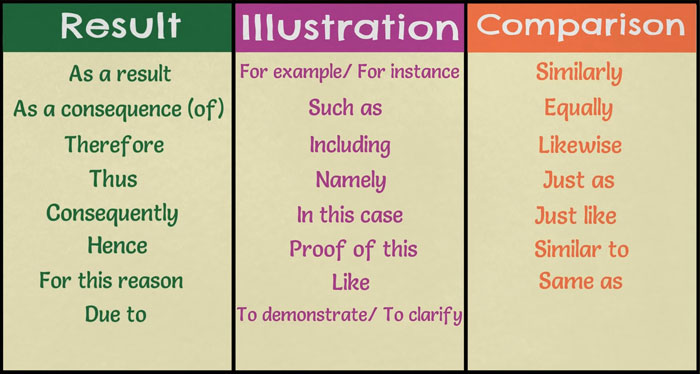 Result
As a result
As a consequence (of)
Therefore
Thus
Consequently
Hence
For this reason
Due to
Illustration
For example/ For instance
Such as
Including
Namely
In this case
Proof of this
Like
To demonstrate/ To clarify
Comparison
Similarly
Equally
Likewise
Just as
Just like
Similar to
Same as